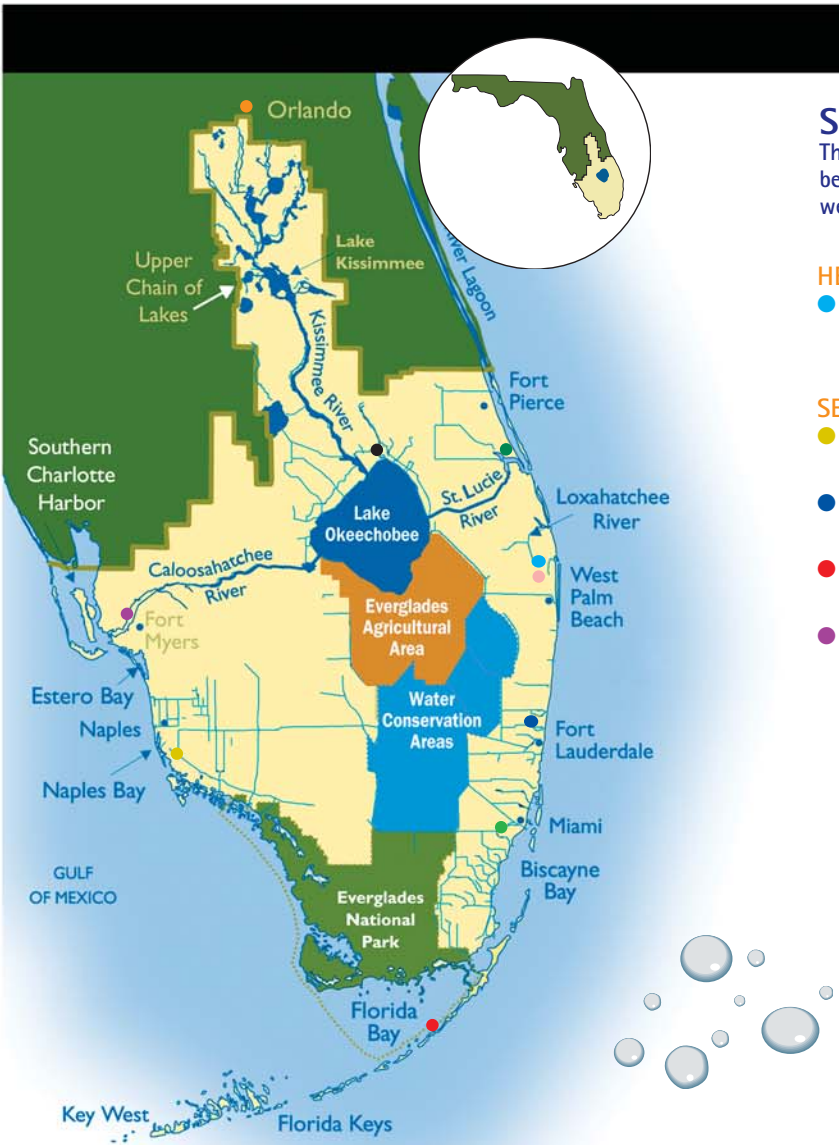 Orlando
Lake
Kissimmee
Upper
Chain of
Lakes
River Lagoon
Kissimmee River
Fort
Pierce
Southern
Charlotte
Harbor
St. Lucie
River
Lake
Okeechobee
Loxahatchee
River
Caloosahatchee
River
West
Palm
Beach
Everglades
Agricultural
Area
Fort
Myers
Estero Bay
Water
Conservation
Areas
Naples
Fort
Lauderdale
Naples Bay
Miami
Biscayne
Bay
GULF
OF MEXICO
Everglades
National
Park
Florida
Bay
Key West
Florida Keys